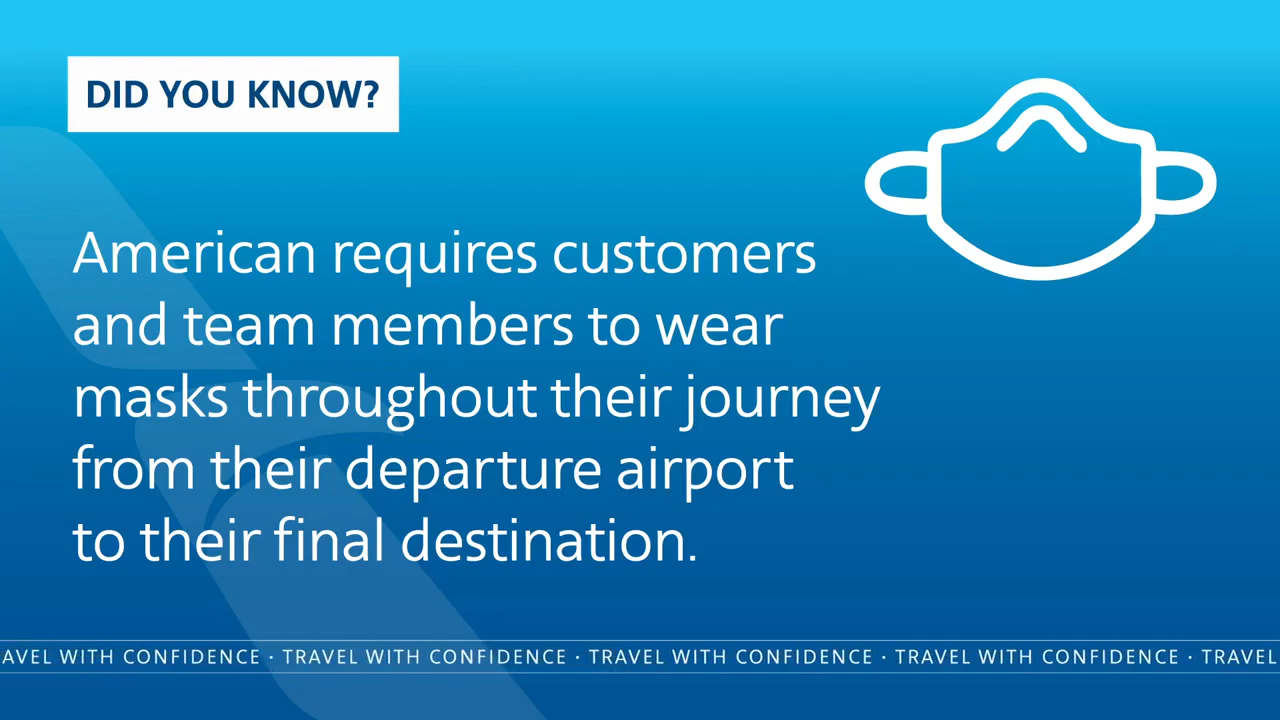 DID YOU KNOW?
American requires customers
and team members to wear
masks throughout their journey
from their departure airport
to their final destination.
AVEL WITH CONFIDENCE · TRAVEL WITH CONFIDENCE · TRAVEL WITH CONFIDENCE · TRAVEL WITH CONFIDENCE · TRAVEL